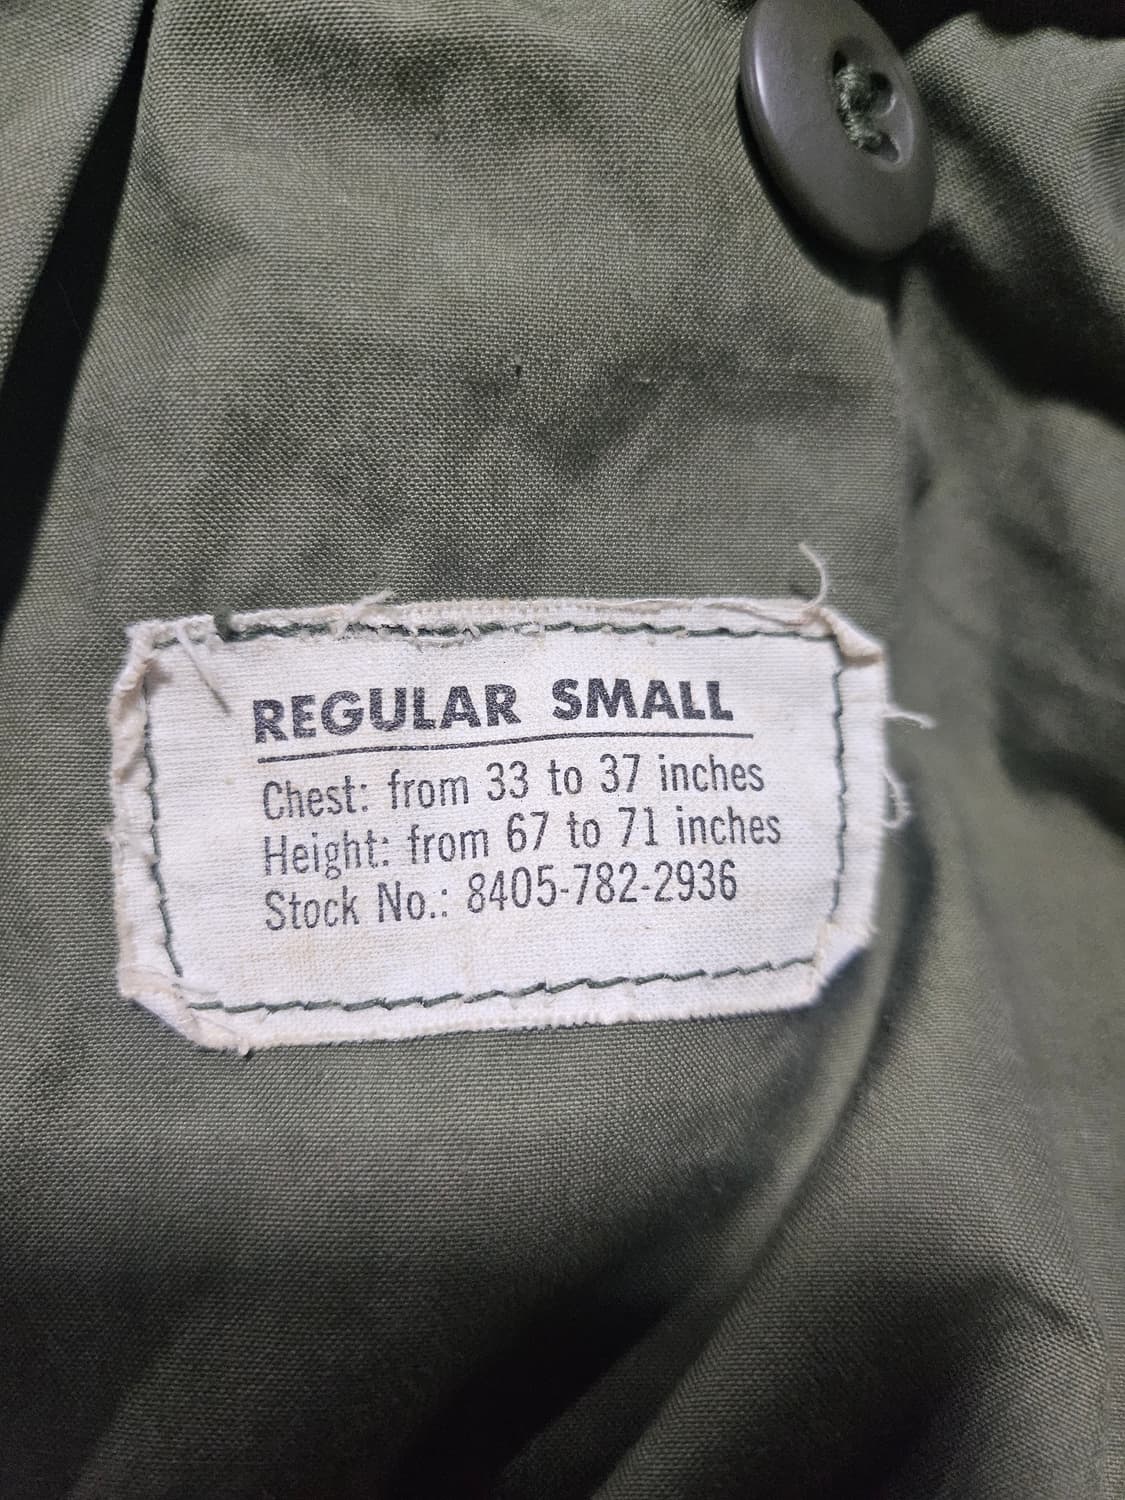 REGULAR SMALL
Chest: from 33 to 37 inches
Height: from 67 to 71 inches
Stock No.: 8405-782-2936